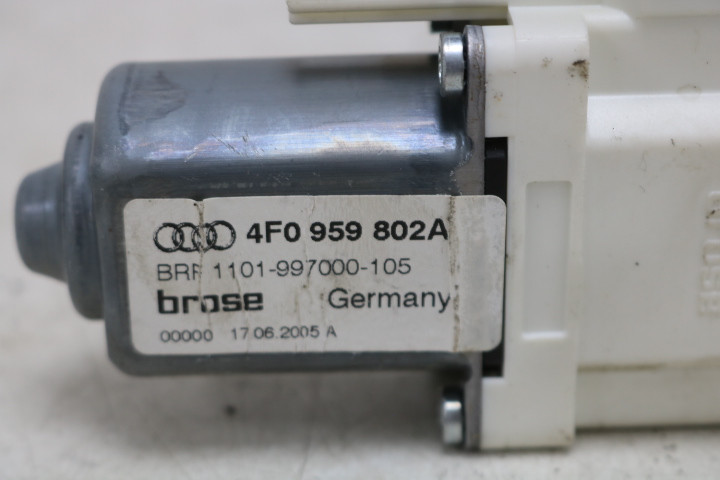 4F0 959 802A
BRF 1101-997000-105
brose Germany
00000 17.06.2005 A